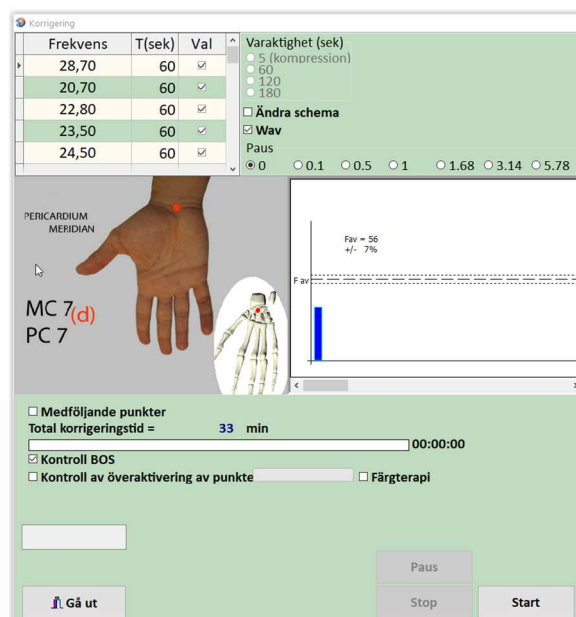 Korrigering
Frekvens T(sek) Val
28,70 60
20,70 60
22,80 60
23,50 60
24,50 60
Varaktighet (sek)
5 (kompression)
60
120
180
Ändra schema
Wav
Paus
0 0.1 0.5 1 1.68 3.14 5.78
PERICARDIUM
MERIDIAN
MC 7(d)
PC 7
Fav = 56
+/- 7%
F av
Medföljande punkter
Total korrigeringstid = 33 min
00:00:00
Kontroll BOS
Kontroll av överaktivering av punkte
Färgterapi
Paus
Gå ut
Stop
Start